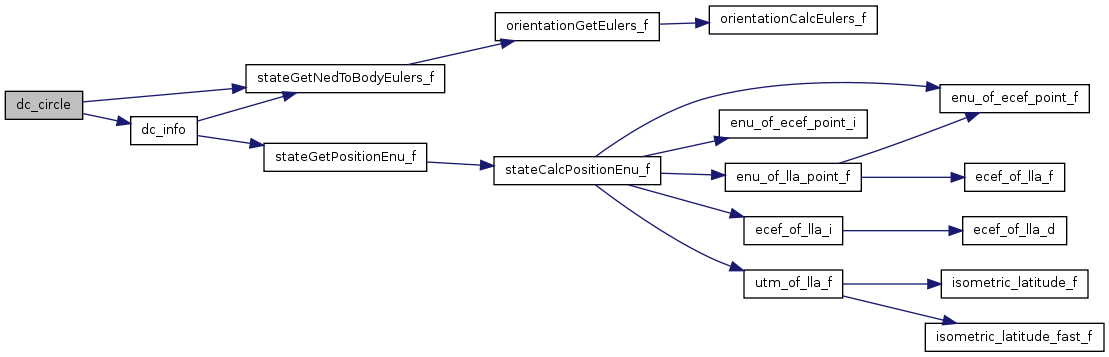 dc_circle
dc_info
stateGetNedToBodyEulers_f
stateGetPositionEnu_f
orientationGetEulers_f
orientationCalcEulers_f
stateCalcPositionEnu_f
enu_of_ecef_point_f
enu_of_ecef_point_i
enu_of_lla_point_f
ecef_of_lla_f
ecef_of_lla_i
ecef_of_lla_d
utm_of_lla_f
isometric_latitude_f
isometric_latitude_fast_f